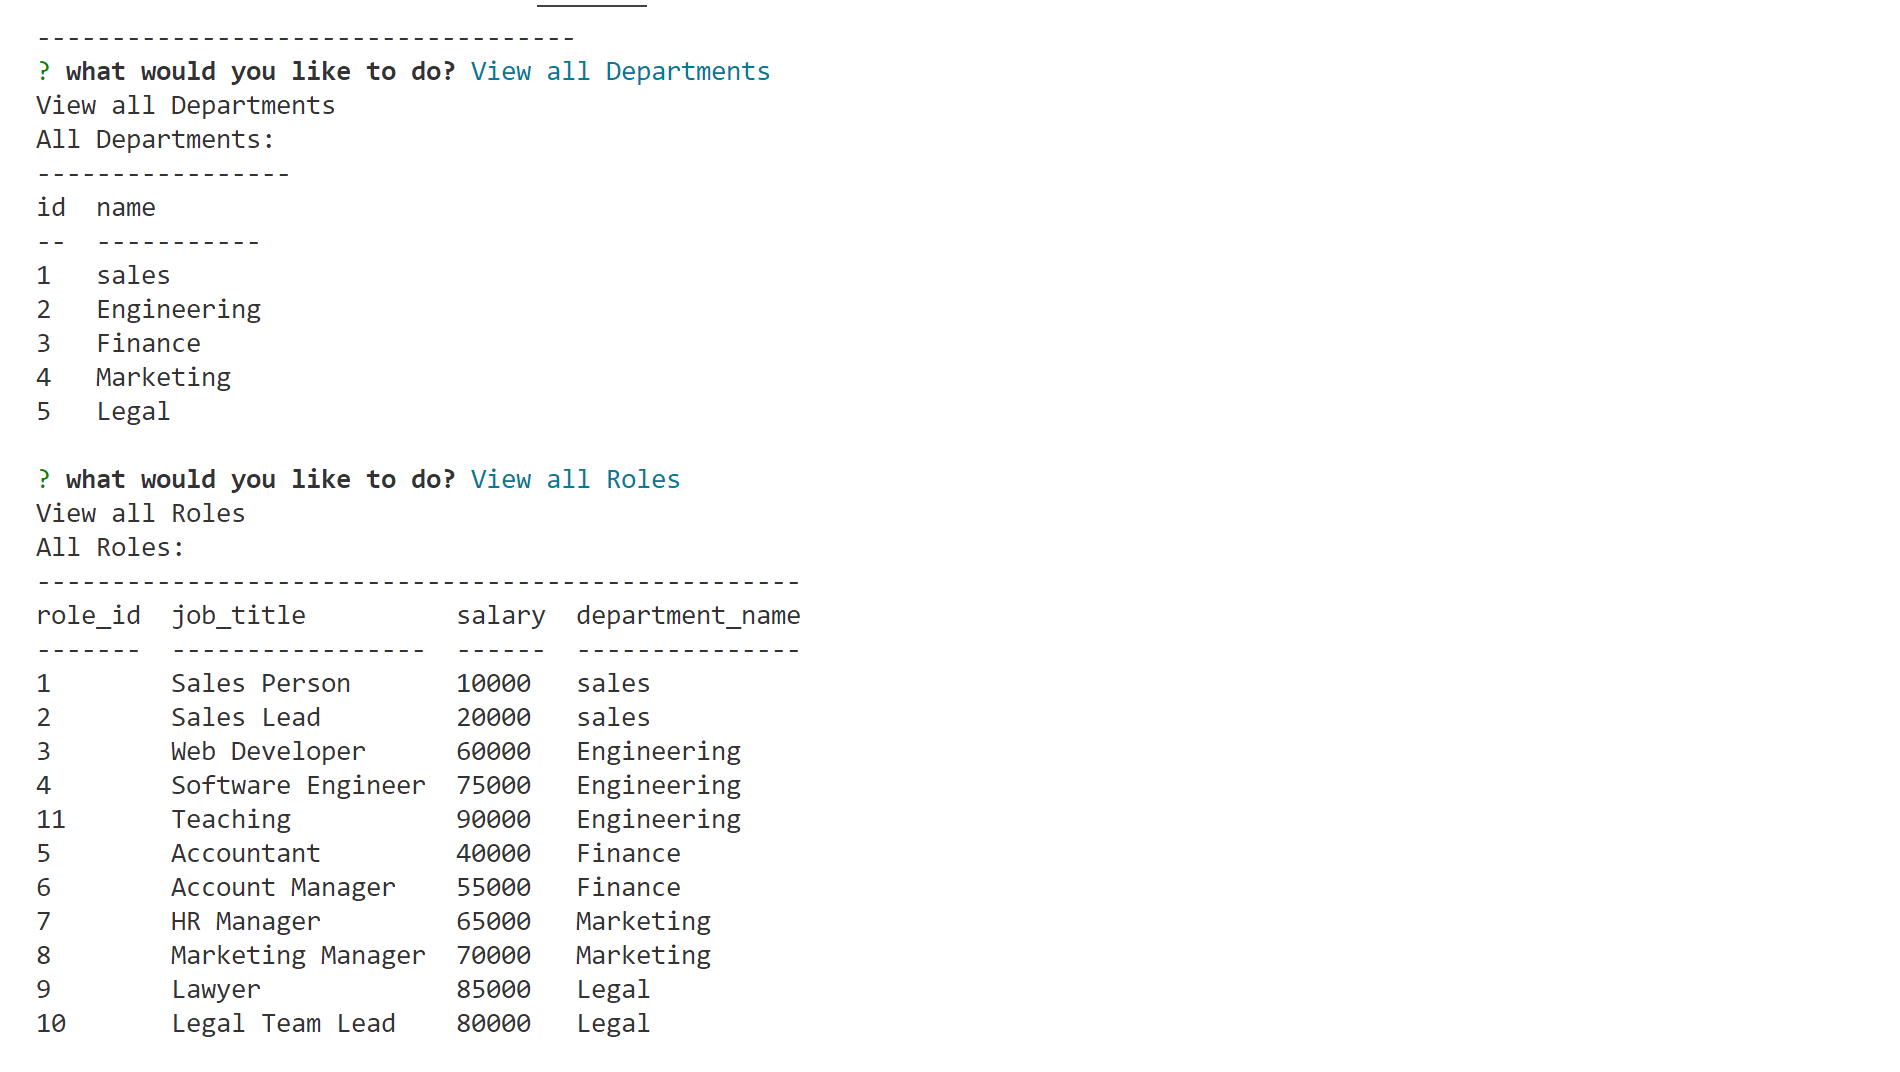 ------------------------------------
? what would you like to do? View all Departments
View all Departments
All Departments:
-----------------
id  name
--  -----------
1   sales
2   Engineering
3   Finance
4   Marketing
5   Legal
? what would you like to do? View all Roles
View all Roles
All Roles:
---------------------------------------------------
role_id  job_title          salary  department_name
-------  -----------------  ------  ---------------
1        Sales Person       10000   sales
2        Sales Lead         20000   sales
3        Web Developer      60000   Engineering
4        Software Engineer  75000   Engineering
11       Teaching           90000   Engineering
5        Accountant         40000   Finance
6        Account Manager    55000   Finance
7        HR Manager         65000   Marketing
8        Marketing Manager  70000   Marketing
9        Lawyer             85000   Legal
10       Legal Team Lead    80000   Legal